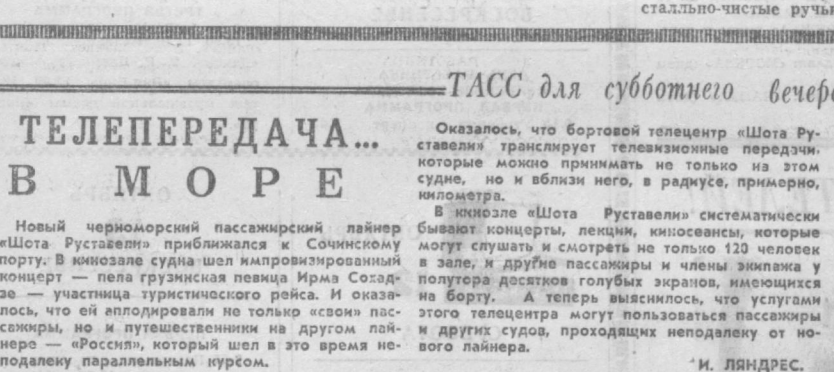 сталльно-чистые ручьи
ТАСС для субботнего вечера
ТЕЛЕПЕРЕДАЧА...
В МОРЕ
Новый черноморский пассажирский лайнер
«Шота Руставели» приближался к Сочинскому
порту. В кинозале судна шел импровизированный
концерт — пела грузинская певица Ирма Сохад-
зе — участница туристического рейса. И оказа-
лось, что ей аплодировали не только «свои» пас-
сажиры, но и путешественники на другом лай-
нере — «Россия», который шел в это время не-
подалеку параллельным курсом.
Оказалось, что бортовой телецентр «Шота Ру-
ставели» транслирует телевизионные передачи,
которые можно принимать не только на этом
судне, но и вблизи него, в радиусе, примерно,
километра.
В кинозле «Шота Руставели» систематически
бывают концерты, лекции, киносеансы, которые
могут слушать и смотреть не только 120 человек
в зале, и другие пассажиры и члены экипажа у
полутора десятков голубых экранов, имеющихся
на борту. А теперь выяснилось, что услугами
этого телецентра могут пользоваться пассажиры
и других судов, проходящих неподалеку от но-
вого лайнера.
И. ЛЯНДРЕС.